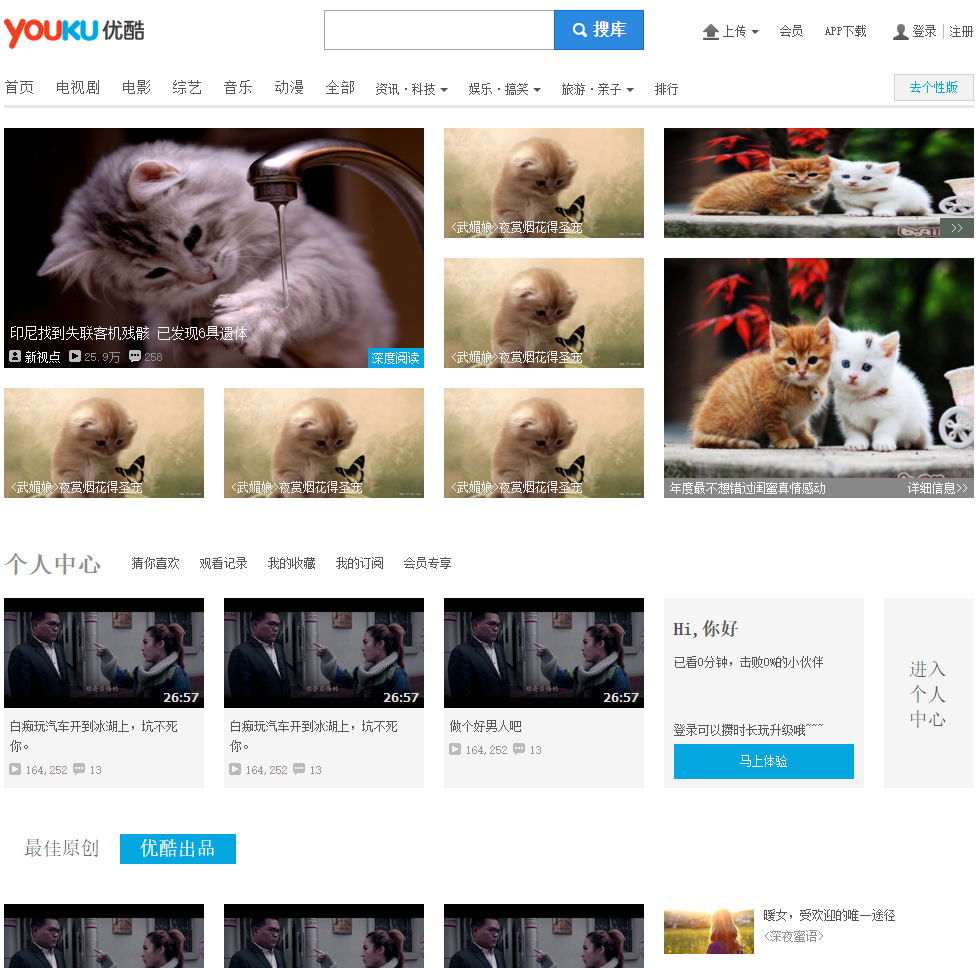 YOUKU 优酷
搜库
上传 会员 APP下载 登录 注册
首页 电视剧 电影 综艺 音乐 动漫 全部 资讯·科技 娱乐·搞笑 旅游·亲子 排行 去个性版
印尼找到失联客机残骸 已发现6具遗体
新视点 25.9万 258 深度阅读
<武媚娘>夜赏烟花得圣宠
>>
<武媚娘>夜赏烟花得圣宠
<武媚娘>夜赏烟花得圣宠
<武媚娘>夜赏烟花得圣宠
<武媚娘>夜赏烟花得圣宠
年度最不想错过闺蜜真情感动 详细信息>>
个人中心 猜你喜欢 观看记录 我的收藏 我的订阅 会员专享
26:57
白痴玩汽车开到冰湖上，坑不死
你。
164,252 13
26:57
白痴玩汽车开到冰湖上，坑不死
你。
164,252 13
26:57
做个好男人吧
164,252 13
Hi,你好
已看0分钟，击败0%的小伙伴
登录可以攒时长玩升级哦~~~
马上体验
进入
个人
中心
最佳原创 优酷出品
暖女，受欢迎的唯一途径
<深夜蜜语>